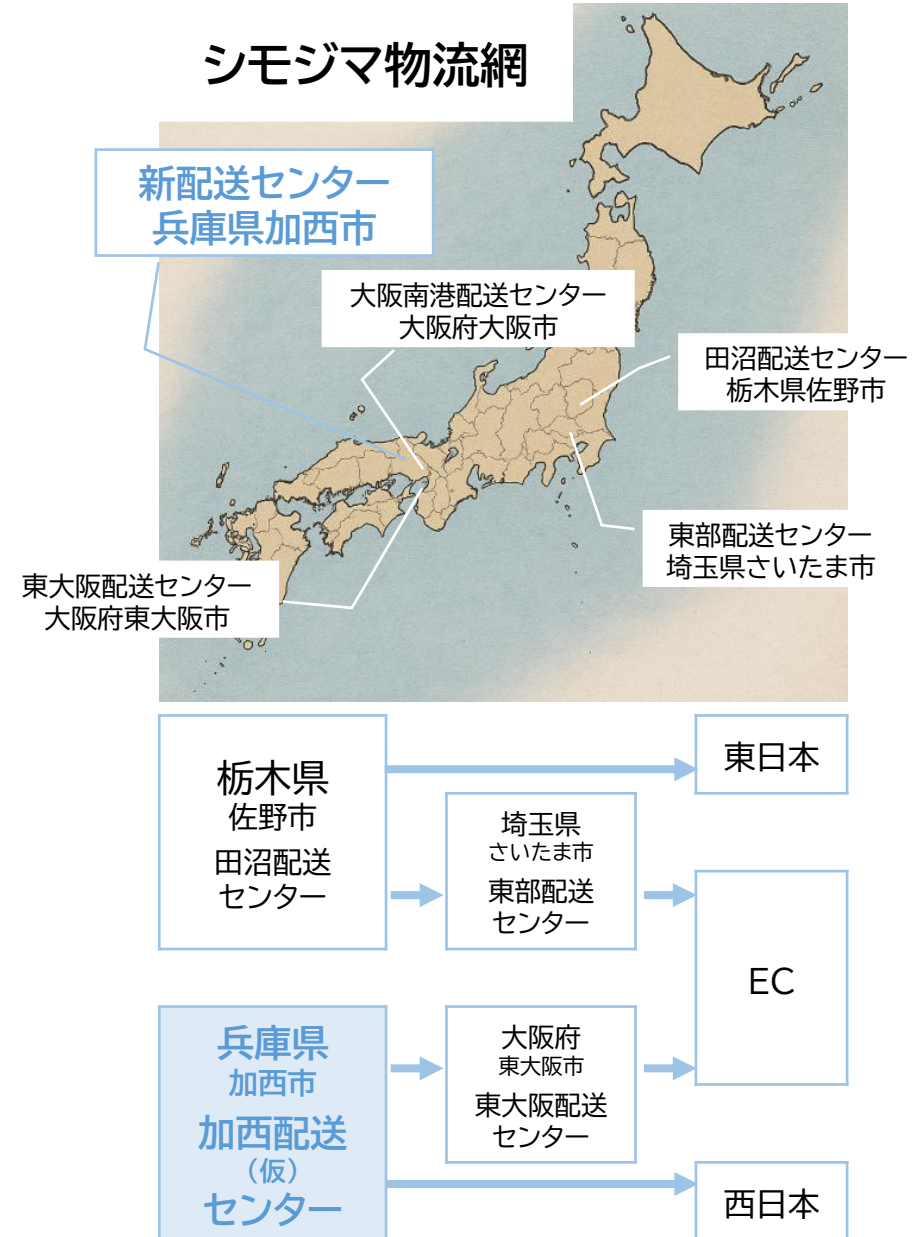 シモジマ物流網
新配送センター
兵庫県加西市
大阪南港配送センター
大阪府大阪市
田沼配送センター
栃木県佐野市
東部配送センター
埼玉県さいたま市
東大阪配送センター
大阪府東大阪市
栃木県
佐野市
田沼配送
センター
東日本
埼玉県
さいたま市
東部配送
センター
EC
兵庫県
加西市
加西配送
（仮）
センター
大阪府
東大阪市
東大阪配送
センター
西日本